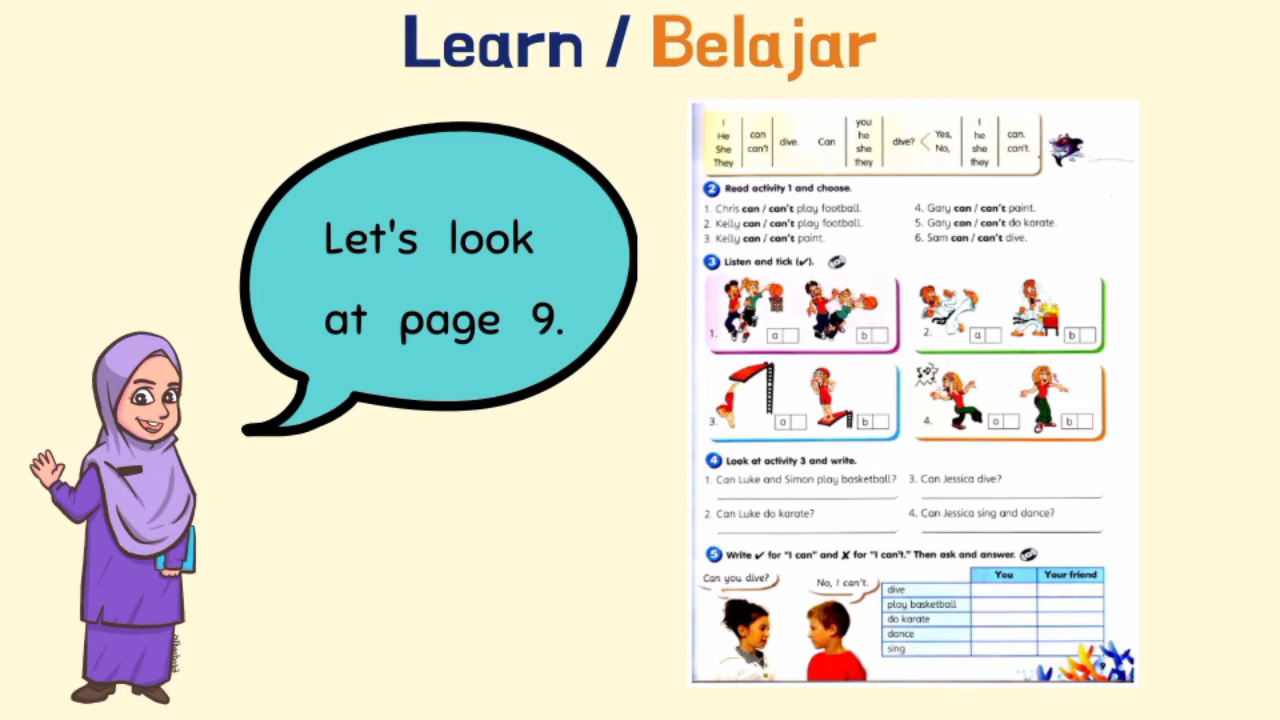 Learn / Belajar
Let's look
at page 9.
I
He
She
They
can
can't
dive.
Can
you
he
she
they
dive?
Yes,
No,
I
he
she
they
can.
can't.
2 Read activity 1 and choose.
1. Chris can / can't play football.
2. Kelly can / can't play football.
3. Kelly can / can't paint.
4. Gary can / can't paint.
5. Gary can / can't do karate.
6. Sam can / can't dive.
3 Listen and tick (✔).
1.
a
b
2.
a
b
3.
a
b
4.
a
b
4 Look at activity 3 and write.
1. Can Luke and Simon play basketball?
2. Can Luke do karate?
3. Can Jessica dive?
4. Can Jessica sing and dance?
5 Write ✔ for "I can" and ✘ for "I can't." Then ask and answer.
Can you dive?
No, I can't.
You
Your friend
dive
play basketball
do karate
dance
sing
9